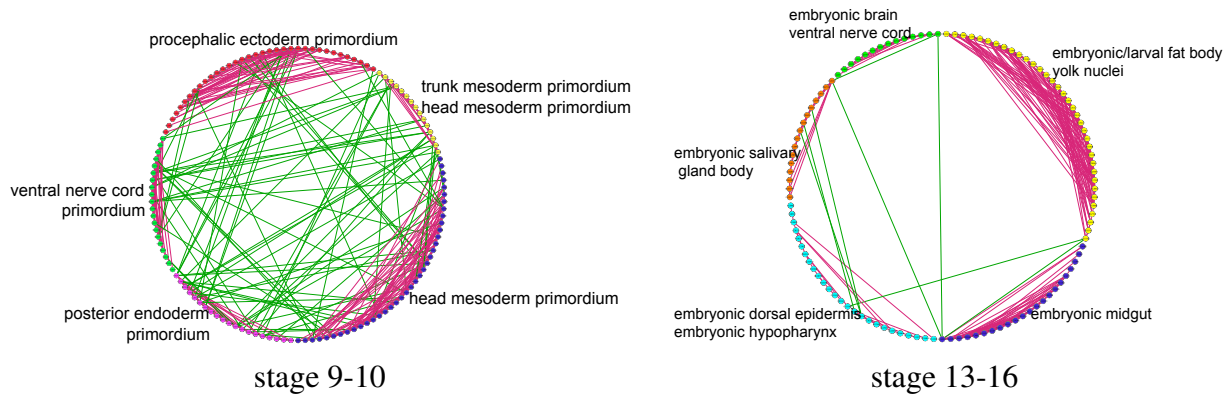 procephalic ectoderm primordium
trunk mesoderm primordium
head mesoderm primordium
ventral nerve cord
primordium
head mesoderm primordium
posterior endoderm
primordium
stage 9-10
embryonic brain
ventral nerve cord
embryonic/larval fat body
yolk nuclei
embryonic salivary
gland body
embryonic dorsal epidermis
embryonic hypopharynx
embryonic midgut
stage 13-16